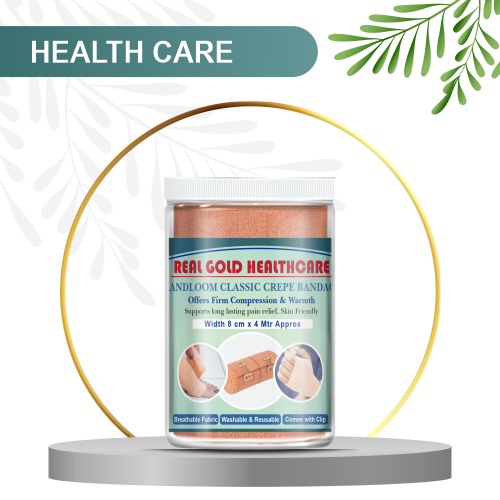 HEALTH CARE
REAL GOLD HEALTHCARE
ANDLOOM CLASSIC CREPE BANDAG
Offers Firm Compression & Warmth
Supports long lasting pain relief, Skin Friendly
Width 8 cm x 4 Mtr Approx
Breathable Fabric Washable & Reusable Comes with Clip